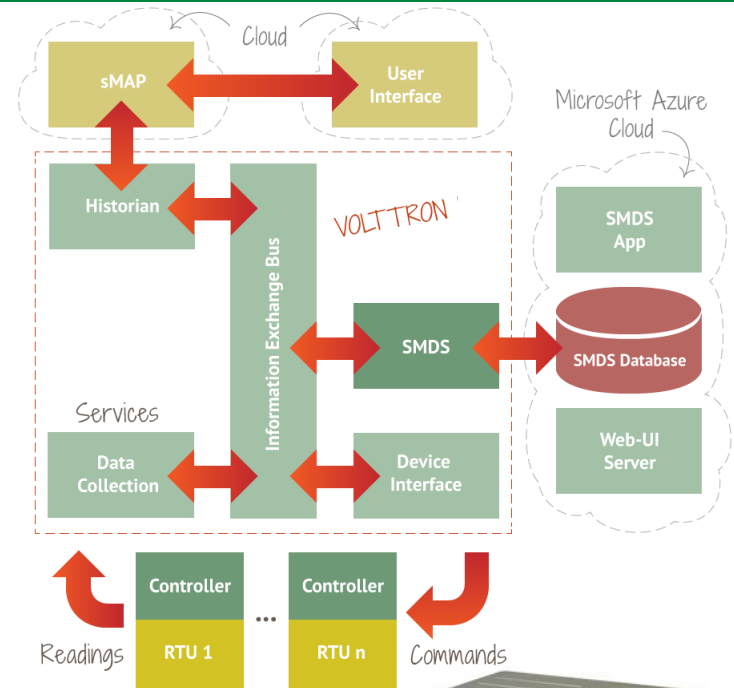 Cloud
sMAP
User
Interface
Microsoft Azure
Cloud
Historian
VOLTTRON
SMDS
App
Information Exchange Bus
SMDS
SMDS Database
Services
Data
Collection
Device
Interface
Web-UI
Server
Controller
...
Controller
Readings
RTU 1
RTU n
Commands